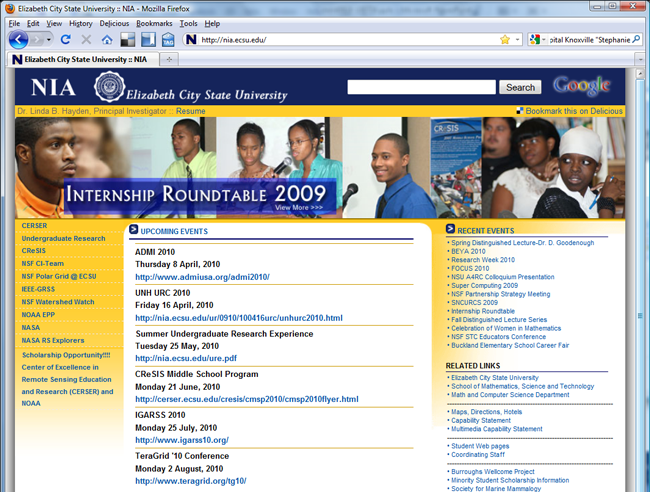 Elizabeth City State University :: NIA - Mozilla Firefox
File Edit View History Delicious Bookmarks Tools Help
TAG
http://nia.ecsu.edu/
pital Knoxville "Stephanie
Elizabeth City State University :: NIA
NIA
Elizabeth City State University
Search
Google
Dr. Linda B. Hayden, Principal Investigator :: Resume
Bookmark this on Delicious
CReSIS
Internship Roundtable 2009
View More >>>
CERSER
Undergraduate Research
CReSIS
NSF CI-Team
NSF Polar Grid @ ECSU
IEEE-GRSS
NSF Watershed Watch
NOAA EPP
NASA
NASA RS Explorers
Scholarship Opportunity!!!!
Center of Excellence in
Remote Sensing Education
and Research (CERSER) and
NOAA
UPCOMING EVENTS
ADMI 2010
Thursday 8 April, 2010
http://www.admiusa.org/admi2010/
UNH URC 2010
Friday 16 April, 2010
http://nia.ecsu.edu/ur/0910/100416urc/unhurc2010.html
Summer Undergraduate Research Experience
Tuesday 25 May, 2010
http://nia.ecsu.edu/ure.pdf
CReSIS Middle School Program
Monday 21 June, 2010
http://cerser.ecsu.edu/cresis/cmsp2010/cmsp2010flyer.html
IGARSS 2010
Monday 25 July, 2010
http://www.igarss10.org/
TeraGrid '10 Conference
Monday 2 August, 2010
http://www.teragrid.org/tg10/
RECENT EVENTS
• Spring Distinguished Lecture-Dr. D. Goodenough
• BEYA 2010
• Research Week 2010
• FOCUS 2010
• NSU A4RC Colloquium Presentation
• Super Computing 2009
• NSF Partnership Strategy Meeting
• SNCURCS 2009
• Internship Roundtable
• Fall Distinguished Lecture Series
• Celebration of Women in Mathematics
• NSF STC Educators Conference
• Buckland Elementary School Career Fair
RELATED LINKS
• Elizabeth City State University
• School of Mathematics, Science and Technology
• Math and Computer Science Department
• Maps, Directions, Hotels
• Capability Statement
• Multimedia Capability Statement
• Student Web pages
• Coordinating Staff
• Burroughs Wellcome Project
• Minority Student Scholarship Information
• Society for Marine Mammalogy